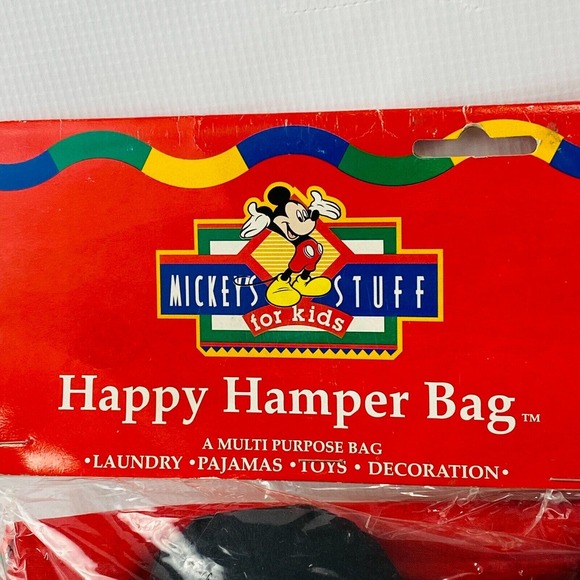 MICKEY'S STUFF
for kids
Happy Hamper Bag™
A MULTI PURPOSE BAG
•LAUNDRY •PAJAMAS •TOYS • DECORATION•